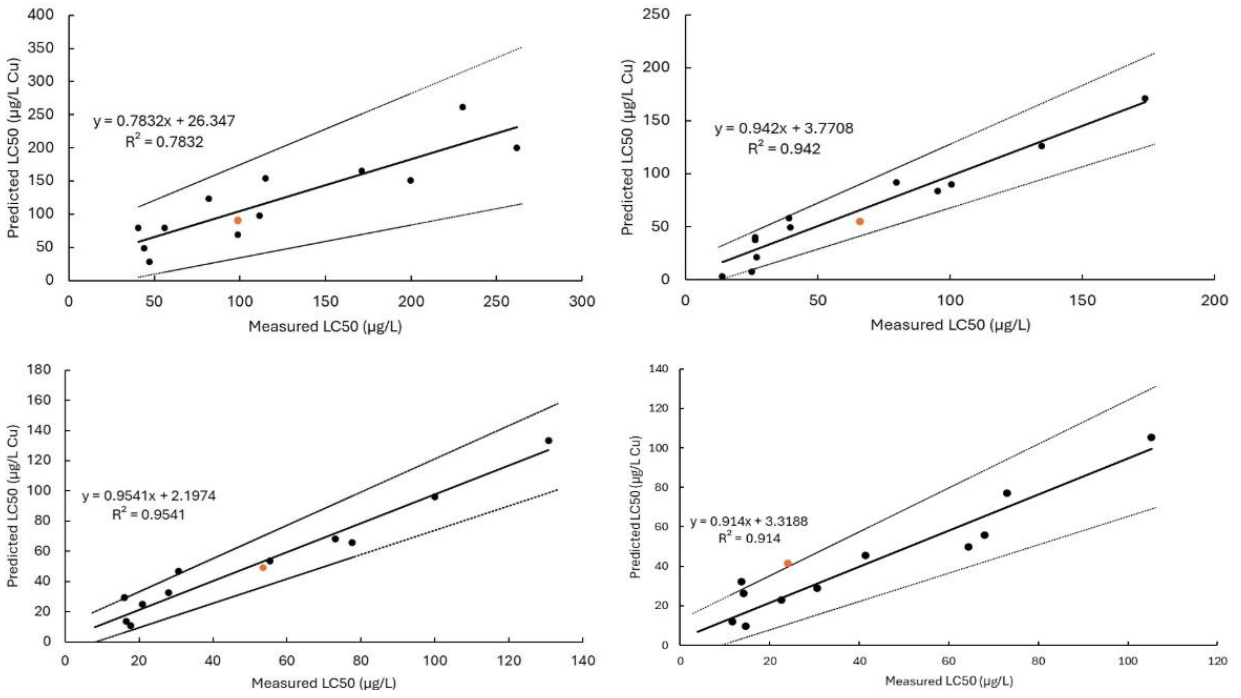 400
350
300
250
200
150
100
50
0
Predicted LC50 (µg/L Cu)
y = 0.7832x + 26.347
R² = 0.7832
0 50 100 150 200 250 300
Measured LC50 (µg/L)
250
200
150
100
50
0
Predicted LC50 (µg/L Cu)
y = 0.942x + 3.7708
R² = 0.942
0 50 100 150 200
Measured LC50 (µg/L)
180
160
140
120
100
80
60
40
20
0
Predicted LC50 (µg/L Cu)
y = 0.9541x + 2.1974
R² = 0.9541
0 20 40 60 80 100 120 140
Measured LC50 (µg/L)
140
120
100
80
60
40
20
0
Predicted LC50 (µg/L Cu)
y = 0.914x + 3.3188
R² = 0.914
0 20 40 60 80 100 120
Measured LC50 (µg/L)